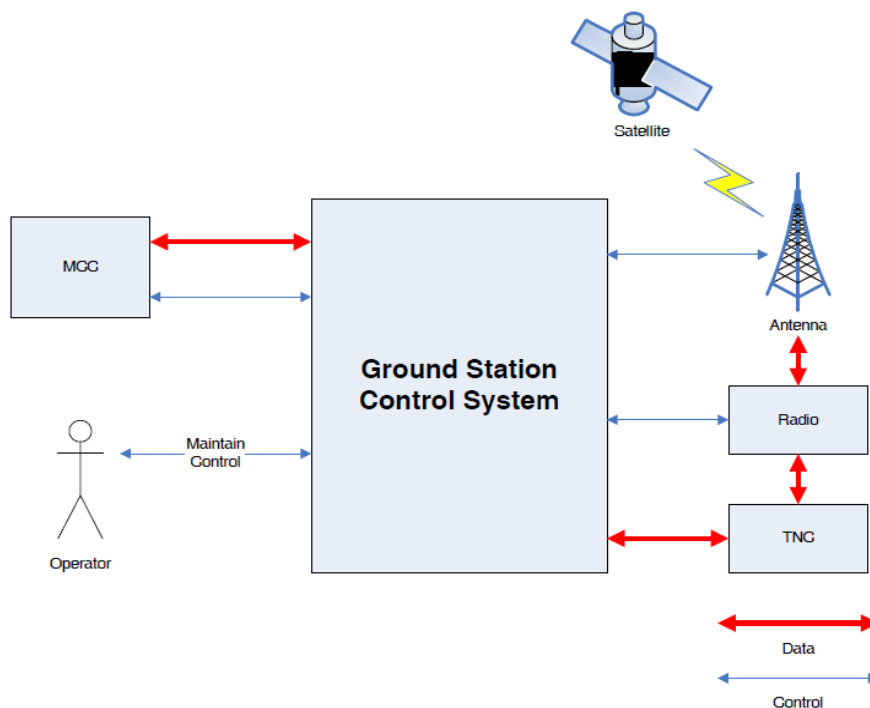 Satellite
MCC
Antenna
Ground Station
Control System
Radio
Maintain
Control
TNC
Operator
Data
Control